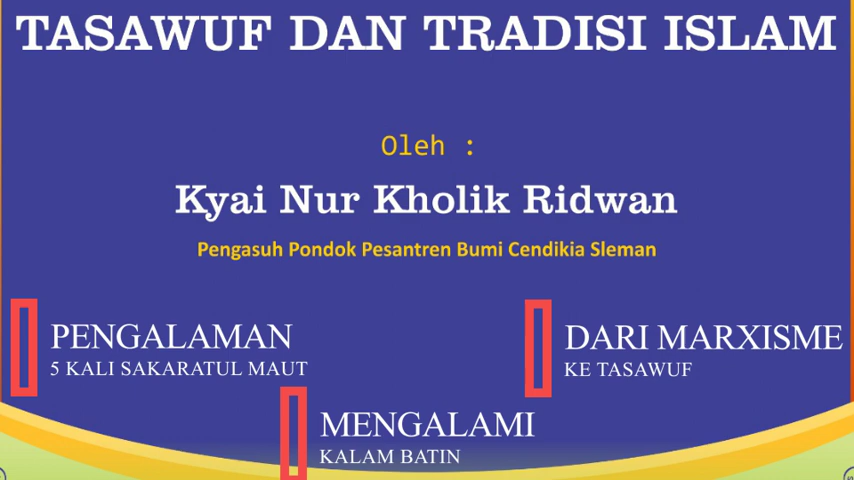 TASAWUF DAN TRADISI ISLAM
Oleh :
Kyai Nur Kholik Ridwan
Pengasuh Pondok Pesantren Bumi Cendikia Sleman
PENGALAMAN
5 KALI SAKARATUL MAUT
DARI MARXISME
KE TASAWUF
MENGALAMI
KALAM BATIN